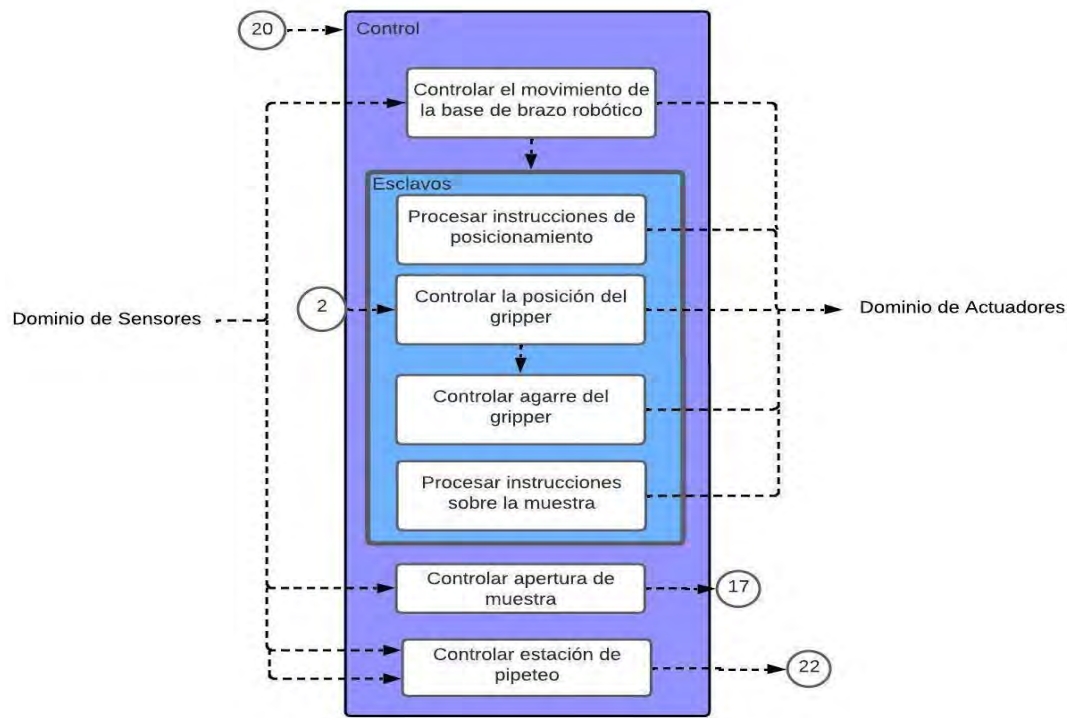 20
Control
Controlar el movimiento de
la base de brazo robótico
Esclavos
Procesar instrucciones de
posicionamiento
2
Controlar la posición del
gripper
Dominio de Sensores
Dominio de Actuadores
Controlar agarre del
gripper
Procesar instrucciones
sobre la muestra
Controlar apertura de
muestra
17
Controlar estación de
pipeteo
22